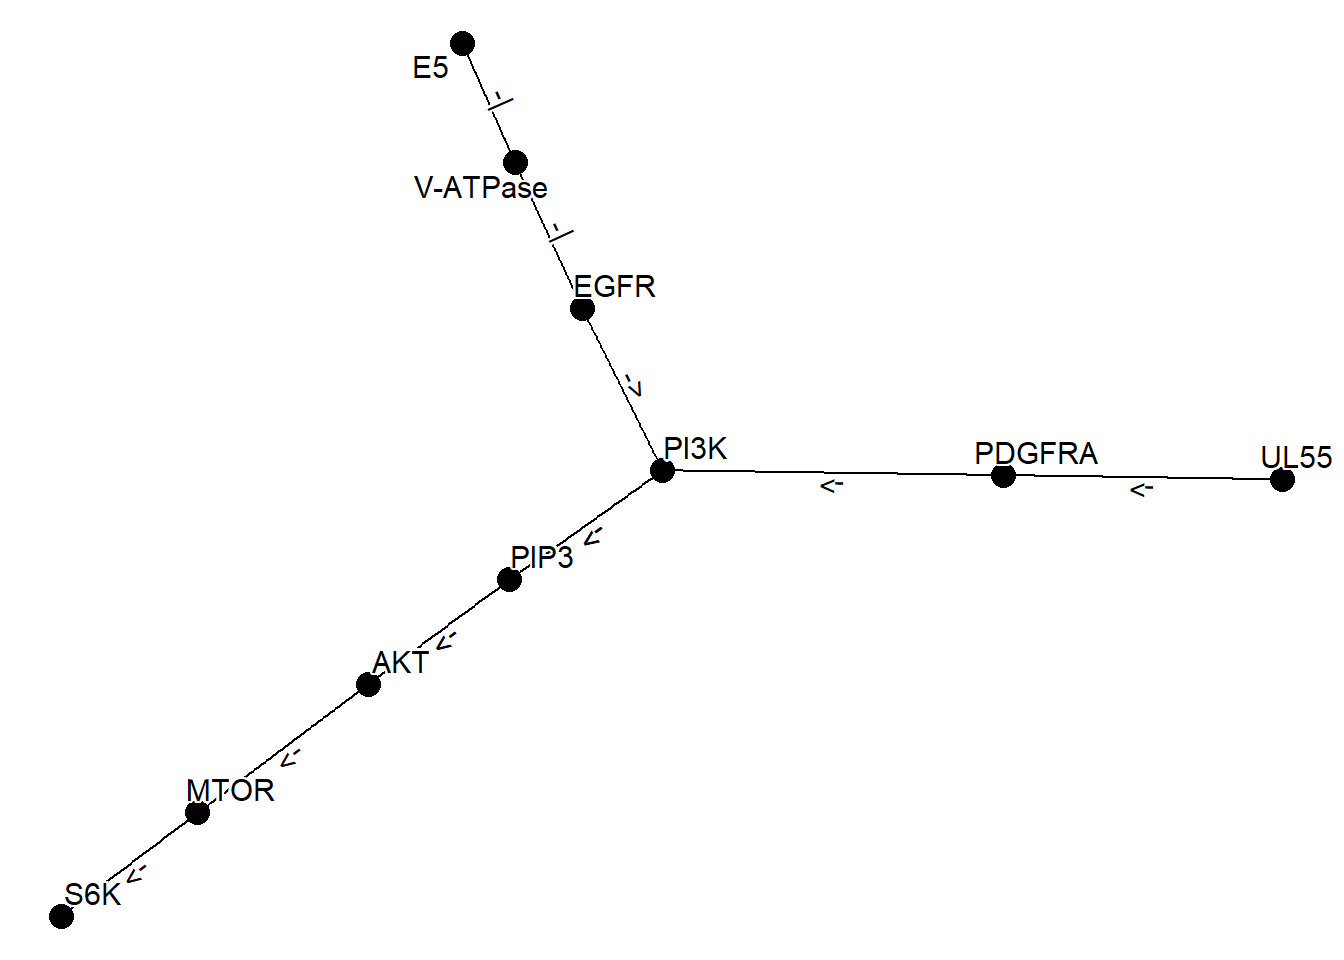 E5
-|
V-ATPase
-|
EGFR
->
PI3K
PDGFRA
UL55
<-
<-
<-
PIP3
<-
AKT
<-
MTOR
<-
S6K